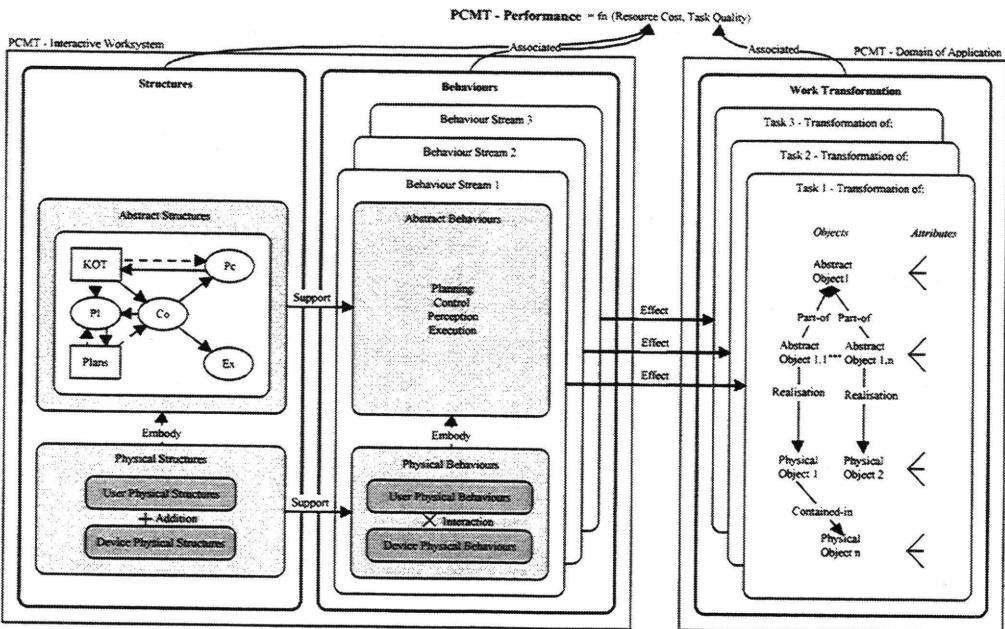 PCMT - Performance = fn (Resource Cost, Task Quality)
PCMT - Interactive Worksystem
Associated
Associated
PCMT - Domain of Application
Structures
Behaviours
Work Transformation
Behaviour Stream 3
Behaviour Stream 2
Behaviour Stream 1
Task 3 - Transformation of:
Task 2 - Transformation of:
Task 1 - Transformation of:
Abstract Structures
KOT
Pc
Pl
Co
Plans
Ex
Support
Abstract Behaviours
Planning
Control
Perception
Execution
Effect
Effect
Effect
Objects
Attributes
Abstract
Object1
Part-of
Part-of
Abstract
Object 1.1
Abstract
Object 1.n
Realisation
Realisation
Physical
Object 1
Physical
Object 2
Contained-in
Physical
Object n
Embody
Embody
Physical Structures
User Physical Structures
+ Addition
Device Physical Structures
Support
Physical Behaviours
User Physical Behaviours
× Interaction
Device Physical Behaviours